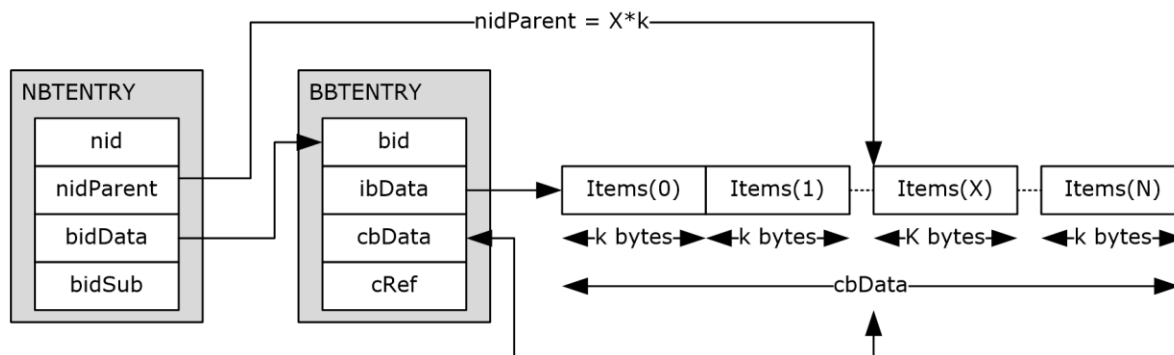 nidParent = X*k
NBTENTRY
nid
nidParent
bidData
bidSub
BBTENTRY
bid
ibData
cbData
cRef
Items(0) Items(1) Items(X) Items(N)
k bytes k bytes K bytes k bytes
cbData